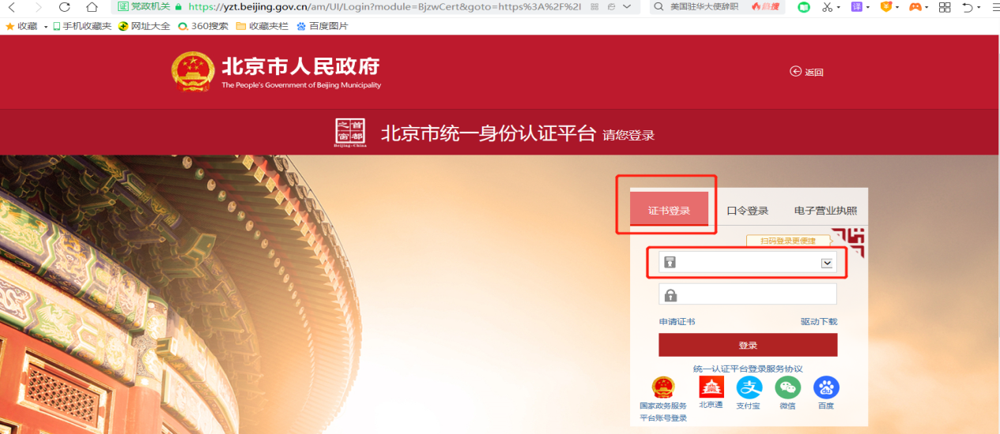 证 党政机关 https://yzt.beijing.gov.cn/am/UI/Login?module=BjzwCert&goto=https%3A%2F%2I 美国驻华大使辞职 译
收藏 手机收藏夹 网址大全 360搜索 收藏夹栏 百度图片
北京市人民政府
The People's Government of Beijing Municipality
返回
首都之窗
Beijing-China
北京市统一身份认证平台 请您登录
证书登录 口令登录 电子营业执照
扫码登录更便捷
申请证书 驱动下载
登录
统一认证平台登录服务协议
国家政务服务平台账号登录 北京通 支付宝 微信 百度